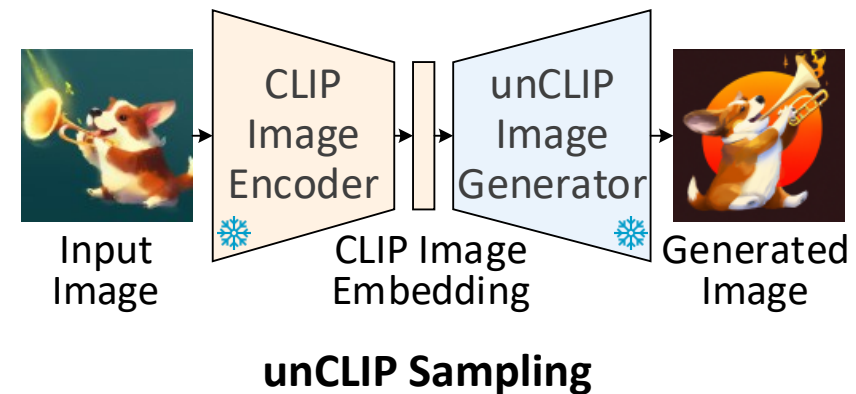 CLIP
Image
Encoder
unCLIP
Image
Generator
Input
Image
CLIP Image
Embedding
Generated
Image
unCLIP Sampling